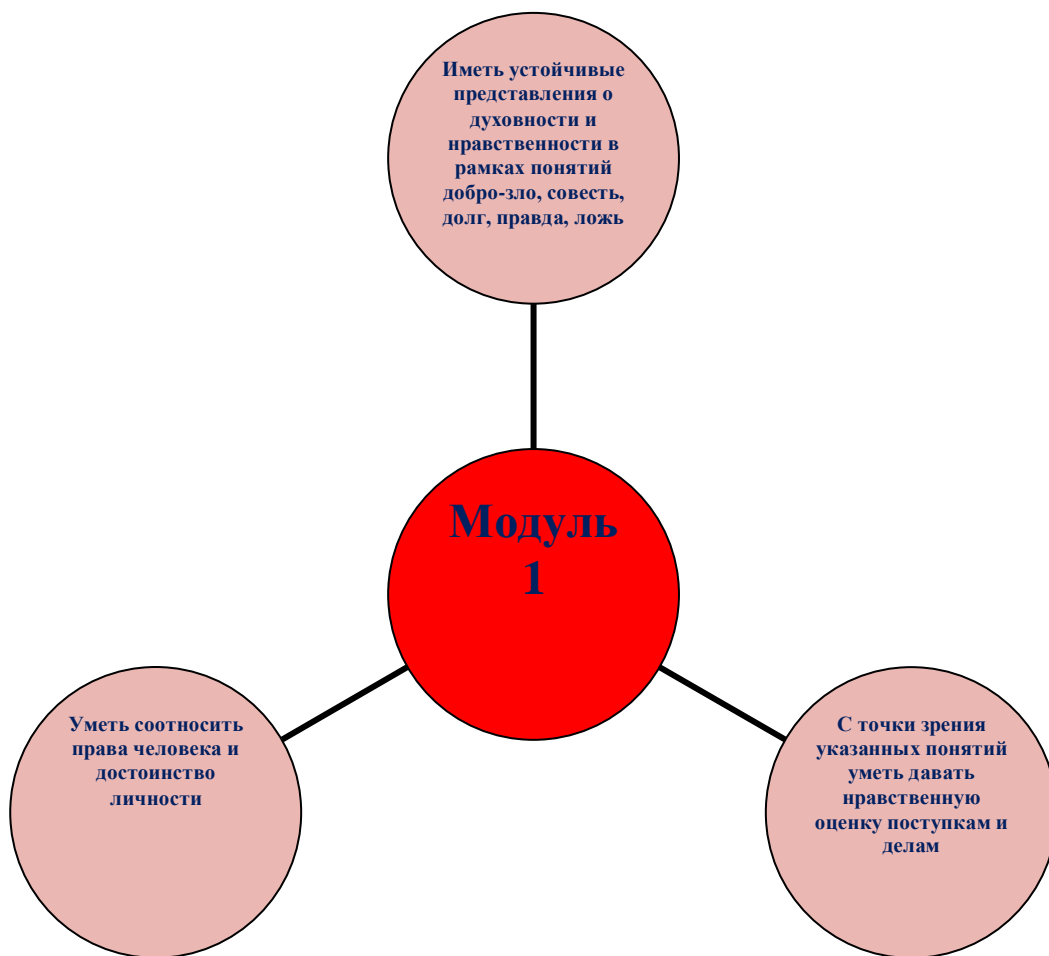 Иметь устойчивые
представления о
духовности и
нравственности в
рамках понятий
добро-зло, совесть,
долг, правда, ложь
Модуль
1
Уметь соотносить
права человека и
достоинство
личности
С точки зрения
указанных понятий
уметь давать
нравственную
оценку поступкам и
делам